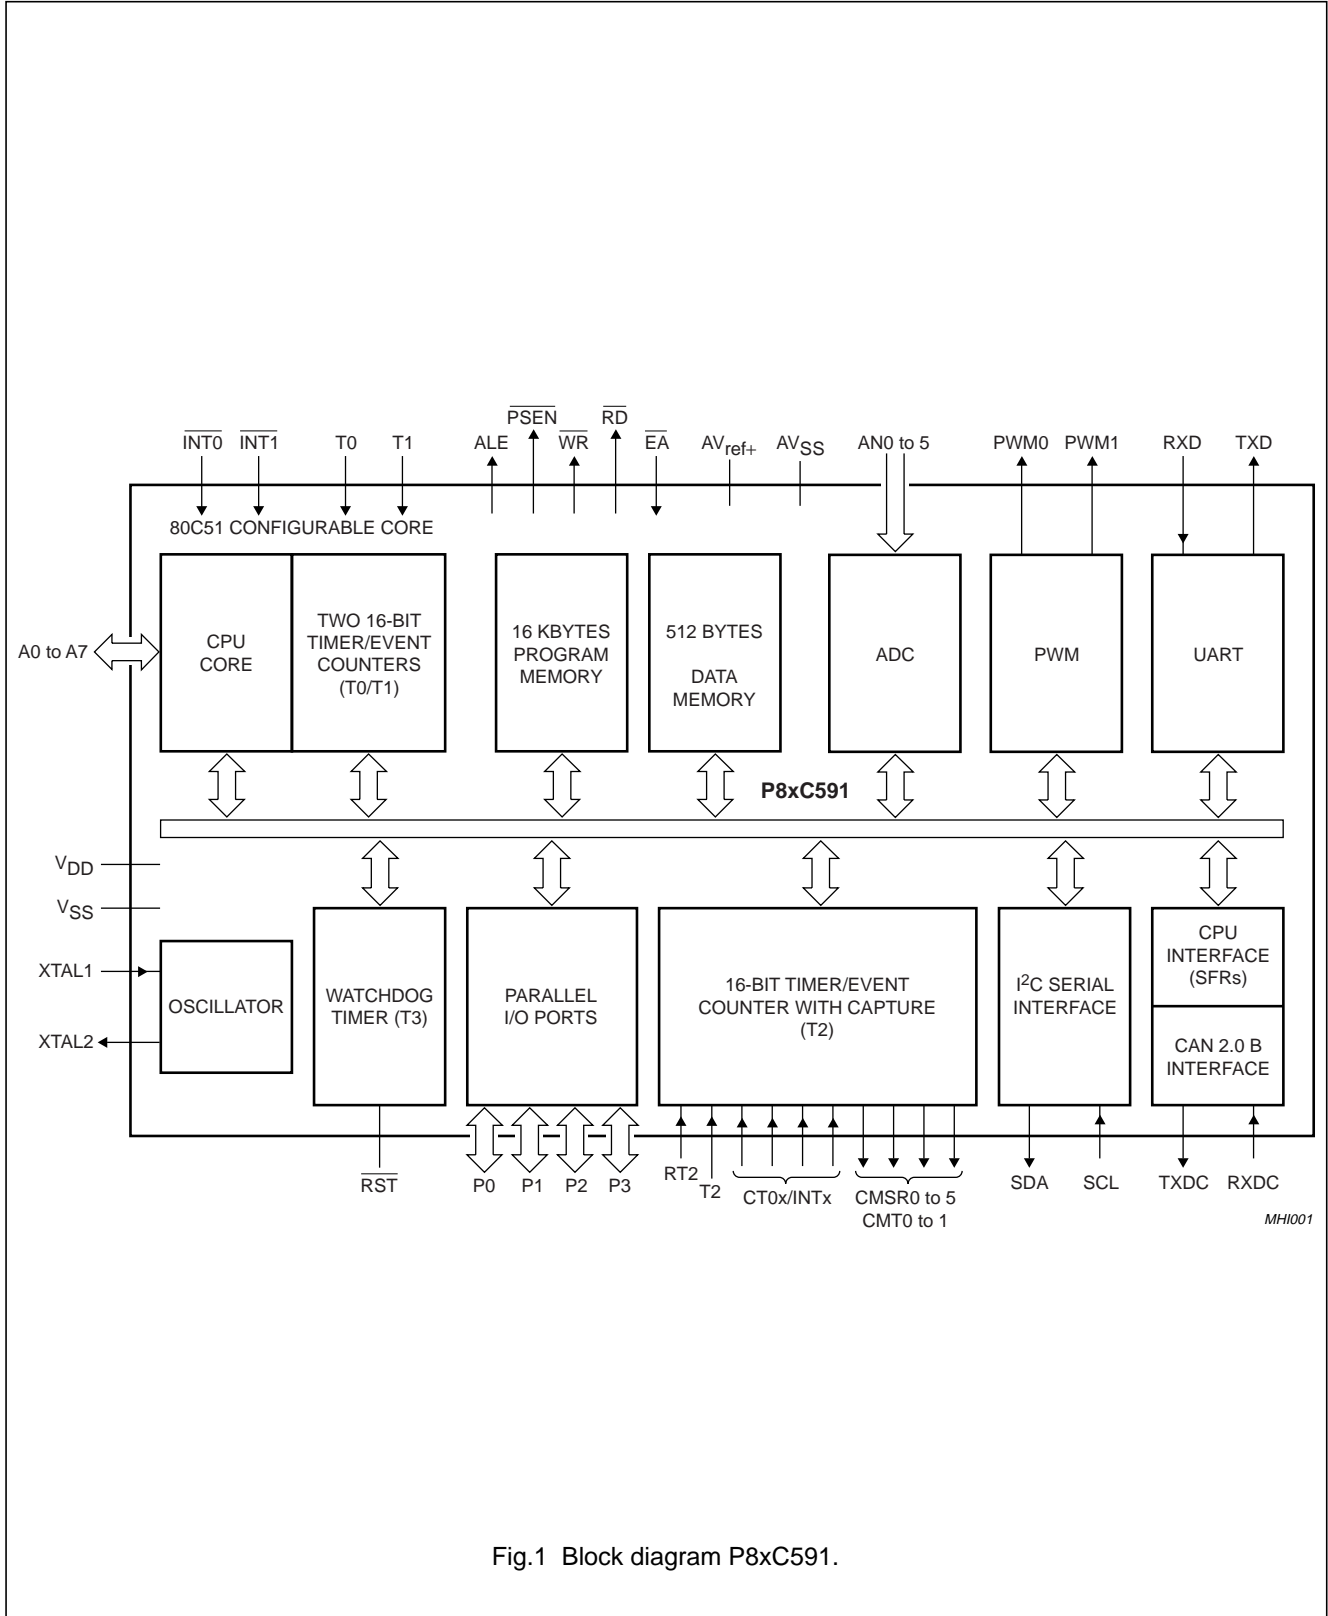 PSEN RD
INT0 INT1 T0 T1 ALE WR EA AVref+ AVSS AN0 to 5 PWM0 PWM1 RXD TXD
80C51 CONFIGURABLE CORE
CPU
CORE
TWO 16-BIT
TIMER/EVENT
COUNTERS
(T0/T1)
16 KBYTES
PROGRAM
MEMORY
512 BYTES
DATA
MEMORY
ADC
PWM
UART
A0 to A7
P8xC591
VDD
VSS
XTAL1
XTAL2
OSCILLATOR
WATCHDOG
TIMER (T3)
PARALLEL
I/O PORTS
16-BIT TIMER/EVENT
COUNTER WITH CAPTURE
(T2)
I2C SERIAL
INTERFACE
CPU
INTERFACE
(SFRs)
CAN 2.0 B
INTERFACE
RST P0 P1 P2 P3 RT2 T2 CT0x/INTx
CMSR0 to 5
CMT0 to 1
SDA SCL TXDC RXDC
MHI001
Fig.1 Block diagram P8xC591.